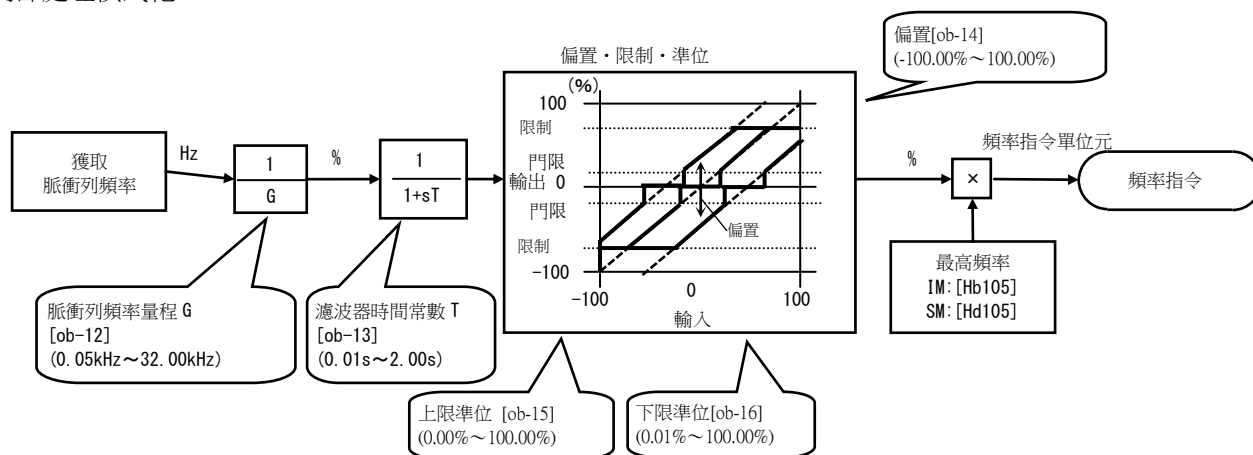 偏置[ob-14]
(-100.00%～100.00%)
偏置・限制・準位
(%)
100
限制
門限
輸出 0
門限
限制
-100
-100
0
100
輸入
偏置
獲取
脈衝列頻率
Hz
1
G
%
1
1+sT
%
頻率指令單位元
×
頻率指令
最高頻率
IM:[Hb105]
SM:[Hd105]
脈衝列頻率量程 G
[ob-12]
(0.05kHz～32.00kHz)
濾波器時間常數 T
[ob-13]
(0.01s～2.00s)
上限準位 [ob-15]
(0.00%～100.00%)
下限準位[ob-16]
(0.01%～100.00%)